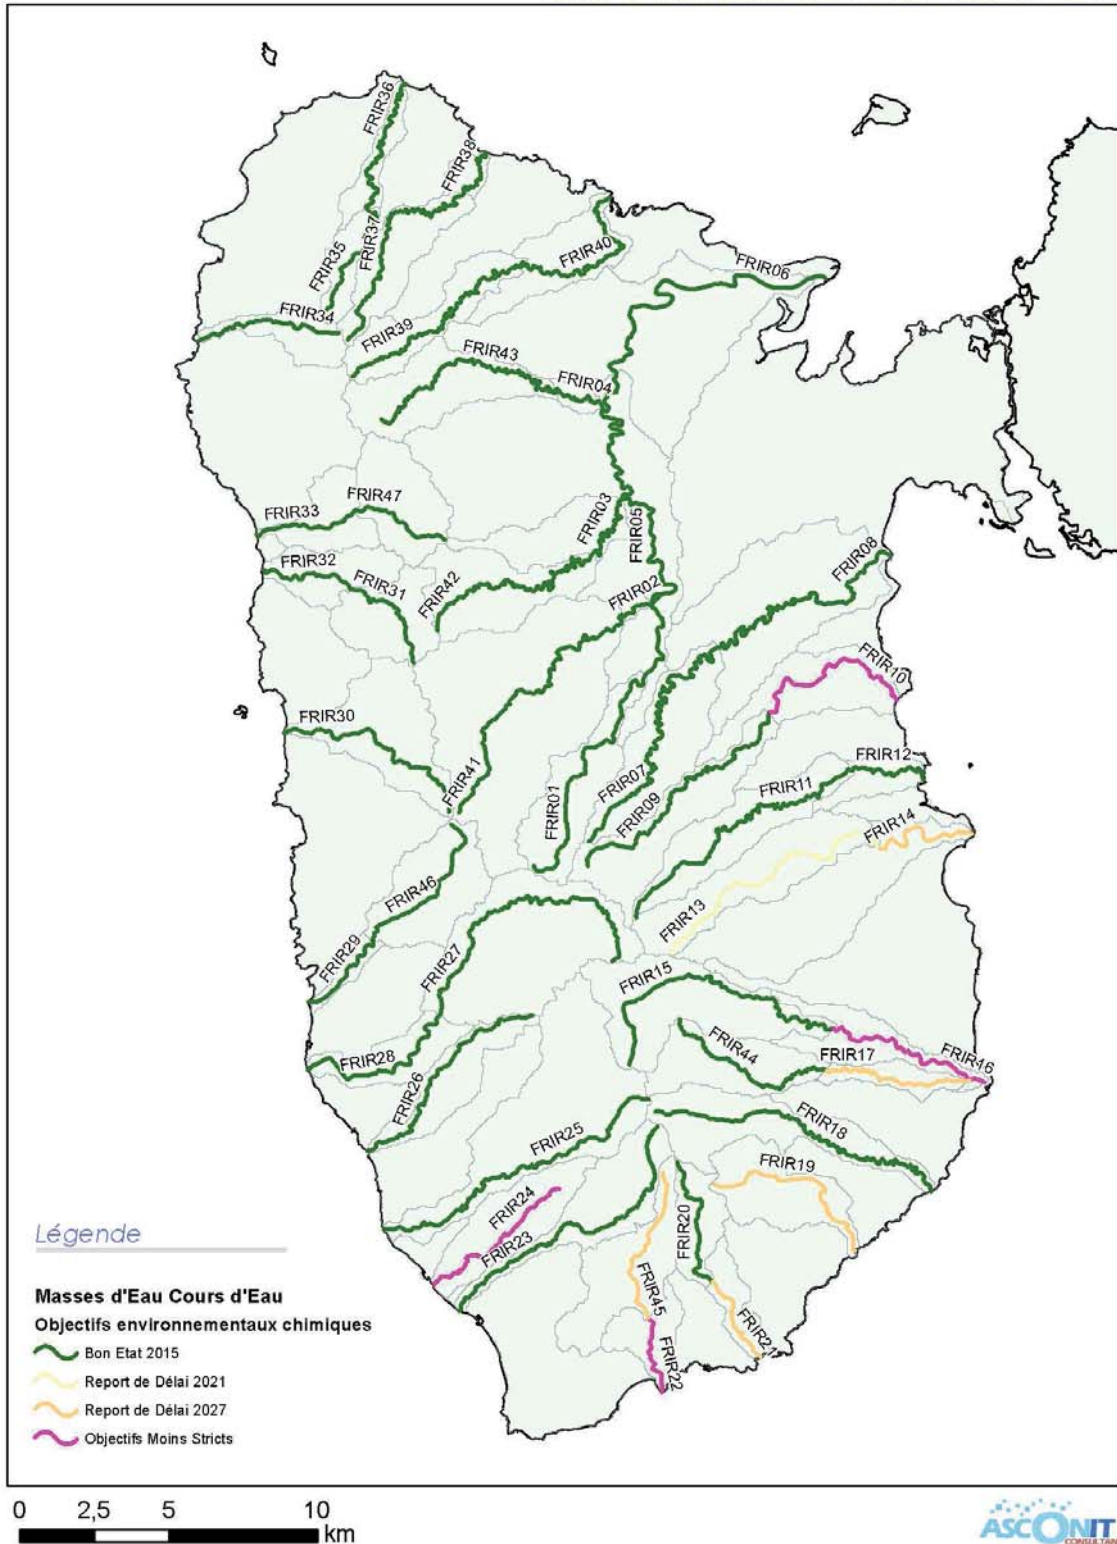 FRIR36
FRIR38
FRIR37
FRIR35
FRIR40
FRIR06
FRIR34
FRIR39
FRIR43
FRIR04
FRIR33
FRIR47
FRIR03
FRIR05
FRIR32
FRIR31
FRIR42
FRIR02
FRIR08
FRIR10
FRIR30
FRIR41
FRIR01
FRIR07
FRIR09
FRIR11
FRIR12
FRIR14
FRIR46
FRIR13
FRIR29
FRIR27
FRIR15
FRIR28
FRIR44
FRIR17
FRIR16
FRIR26
FRIR25
FRIR18
FRIR19
FRIR24
FRIR23
FRIR20
FRIR45
FRIR21
FRIR22
Légende
Masses d'Eau Cours d'Eau
Objectifs environnementaux chimiques
Bon Etat 2015
Report de Délai 2021
Report de Délai 2027
Objectifs Moins Stricts
0 2,5 5 10
km
ASCONIT